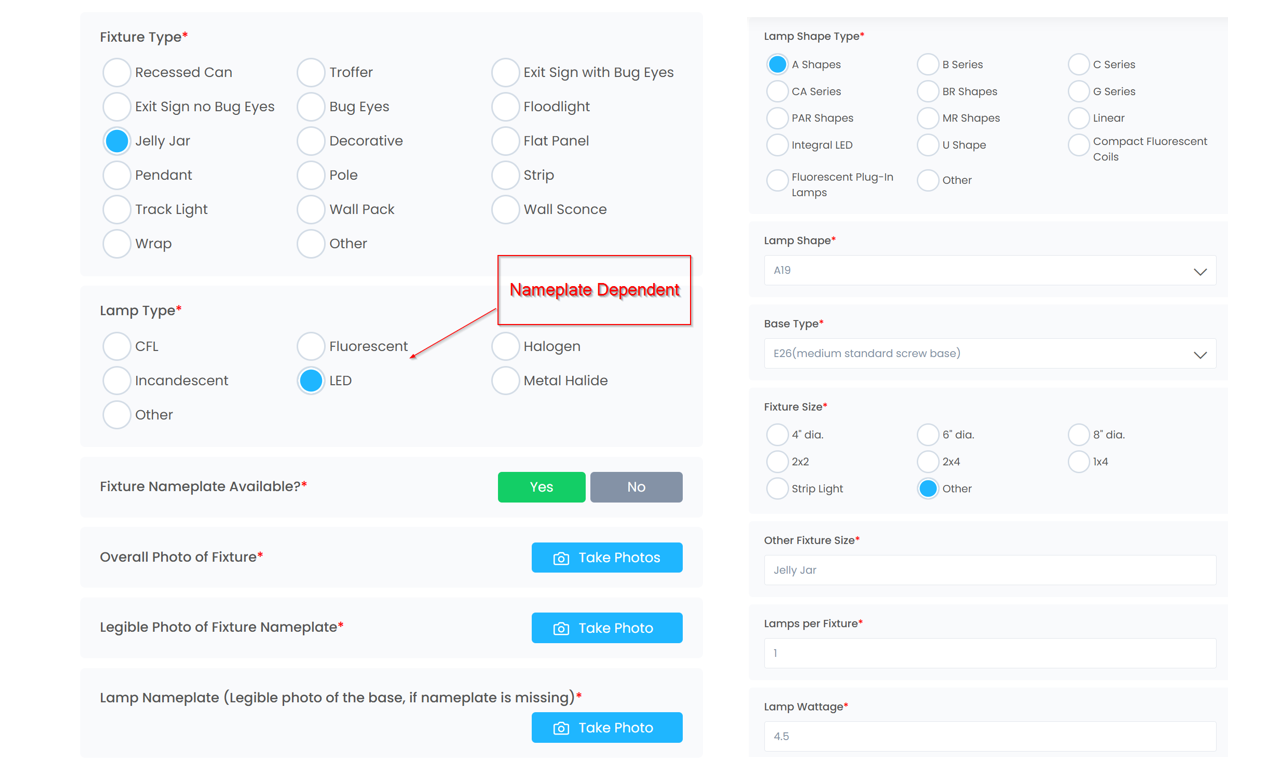 Fixture Type*
Recessed Can
Troffer
Exit Sign with Bug Eyes
Exit Sign no Bug Eyes
Bug Eyes
Floodlight
Jelly Jar
Decorative
Flat Panel
Pendant
Pole
Strip
Track Light
Wall Pack
Wall Sconce
Wrap
Other
Nameplate Dependent
Lamp Type*
CFL
Fluorescent
Halogen
Incandescent
LED
Metal Halide
Other
Fixture Nameplate Available?*
Yes
No
Overall Photo of Fixture*
Take Photos
Legible Photo of Fixture Nameplate*
Take Photo
Lamp Nameplate (Legible photo of the base, if nameplate is missing)*
Take Photo
Lamp Shape Type*
A Shapes
B Series
C Series
CA Series
BR Shapes
G Series
PAR Shapes
MR Shapes
Linear
Integral LED
U Shape
Compact Fluorescent
Coils
Fluorescent Plug-In
Lamps
Other
Lamp Shape*
A19
Base Type*
E26(medium standard screw base)
Fixture Size*
4" dia.
6" dia.
8" dia.
2x2
2x4
1x4
Strip Light
Other
Other Fixture Size*
Jelly Jar
Lamps per Fixture*
1
Lamp Wattage*
4.5